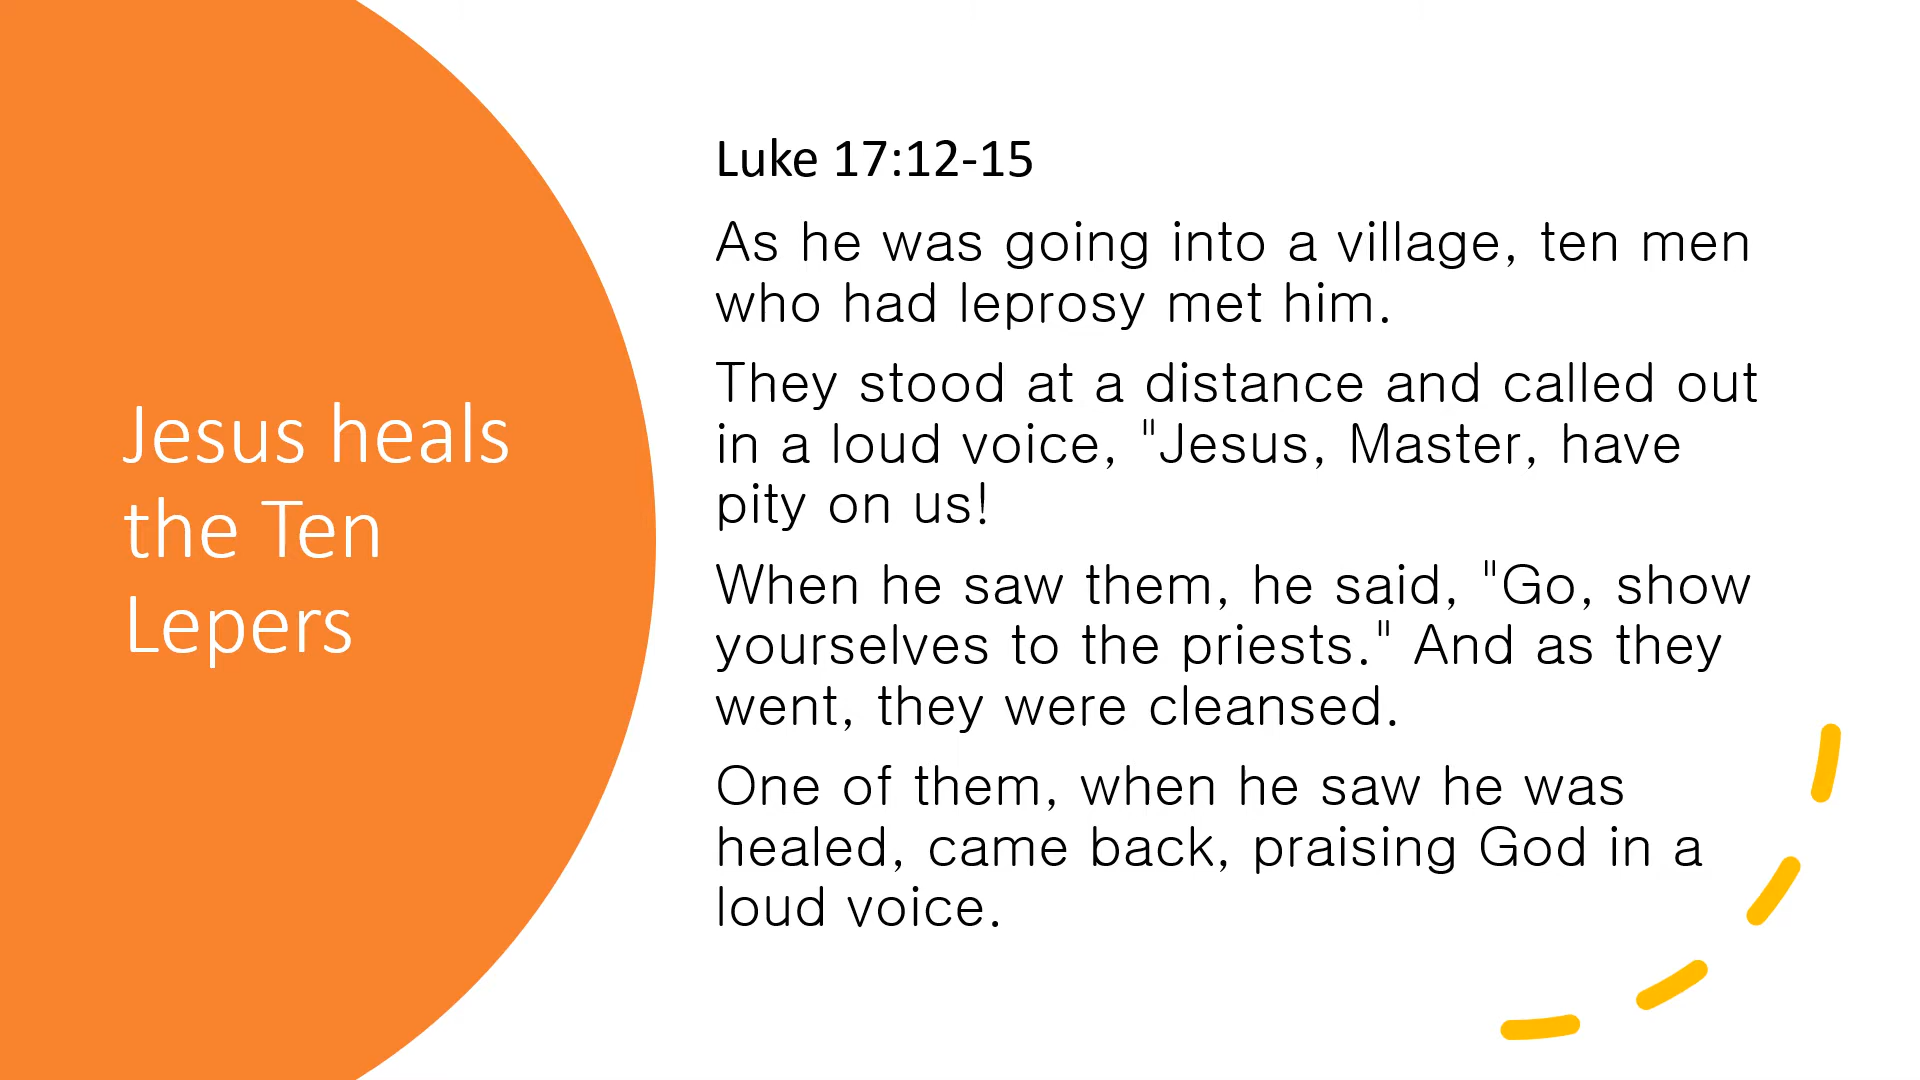 Jesus heals
the Ten
Lepers
Luke 17:12-15
As he was going into a village, ten men
who had leprosy met him.
They stood at a distance and called out
in a loud voice, "Jesus, Master, have
pity on us!
When he saw them, he said, "Go, show
yourselves to the priests." And as they
went, they were cleansed.
One of them, when he saw he was
healed, came back, praising God in a
loud voice.